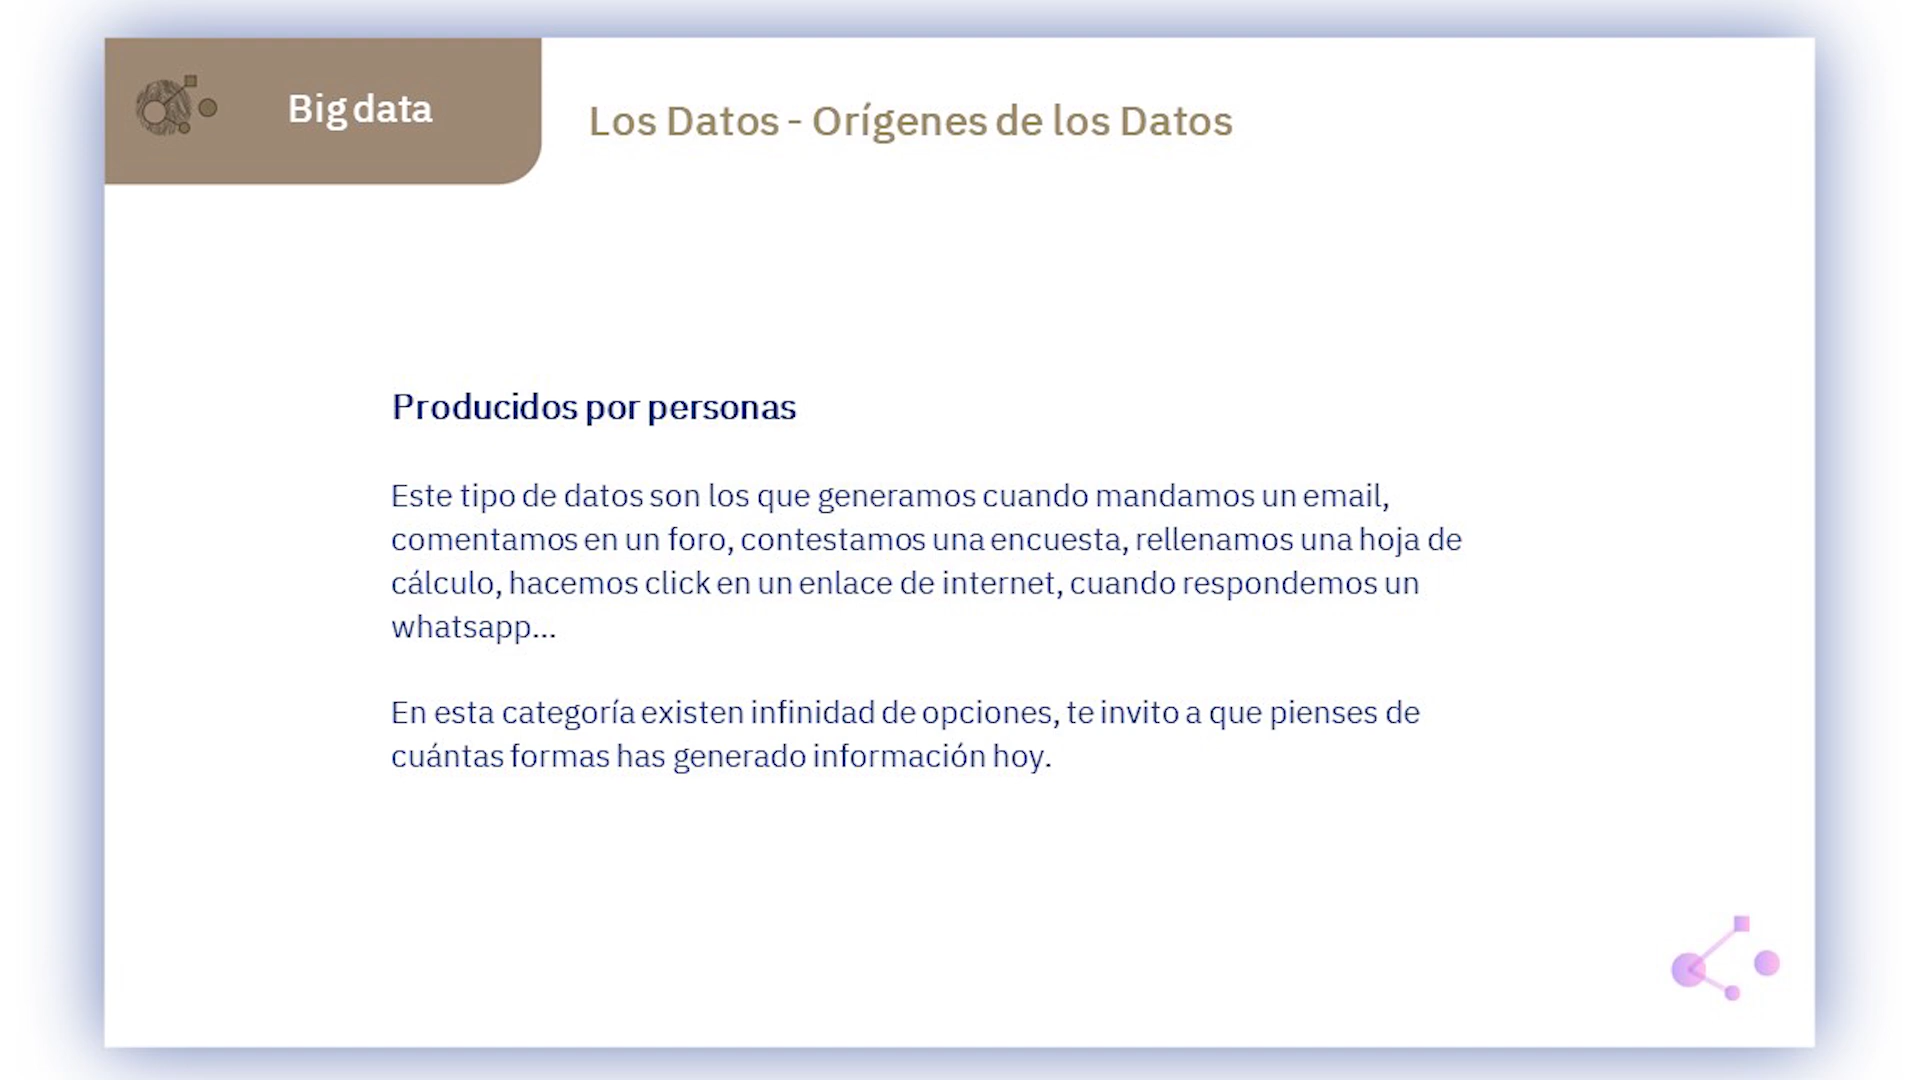 Big data
Los Datos - Orígenes de los Datos
Producidos por personas
Este tipo de datos son los que generamos cuando mandamos un email,
comentamos en un foro, contestamos una encuesta, rellenamos una hoja de
cálculo, hacemos click en un enlace de internet, cuando respondemos un
whatsapp...
En esta categoría existen infinidad de opciones, te invito a que pienses de
cuántas formas has generado información hoy.